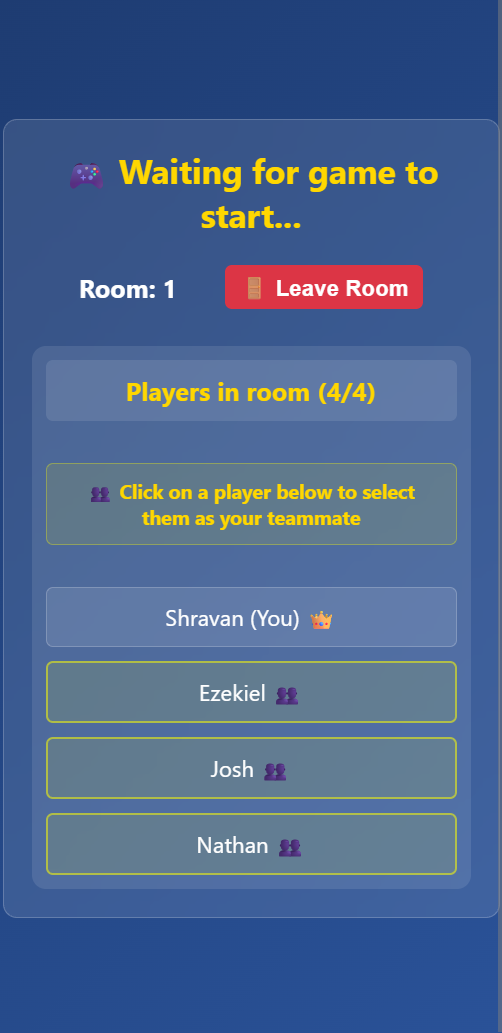 Waiting for game to
start...
Room: 1
Leave Room
Players in room (4/4)
Click on a player below to select
them as your teammate
Shravan (You)
Ezekiel
Josh
Nathan